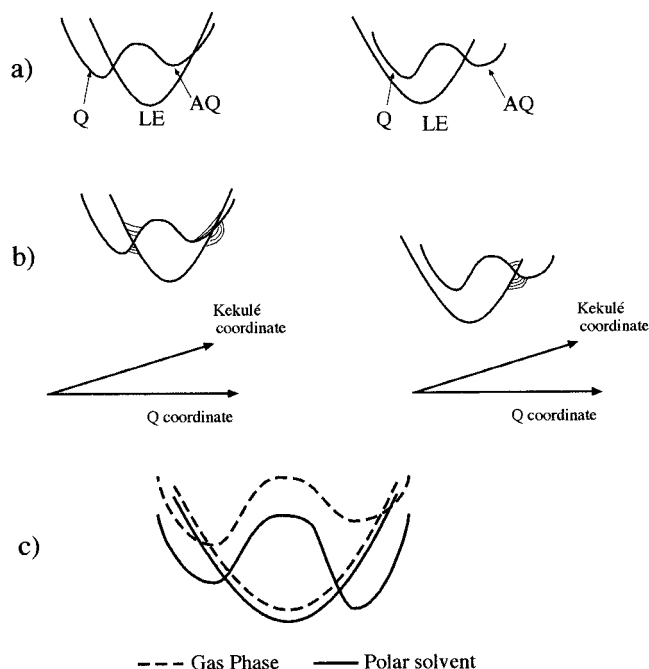 a)
Q
LE
AQ
Q
LE
AQ
b)
Kekulé
coordinate
Q coordinate
Kekulé
coordinate
Q coordinate
c)
Gas Phase
Polar solvent